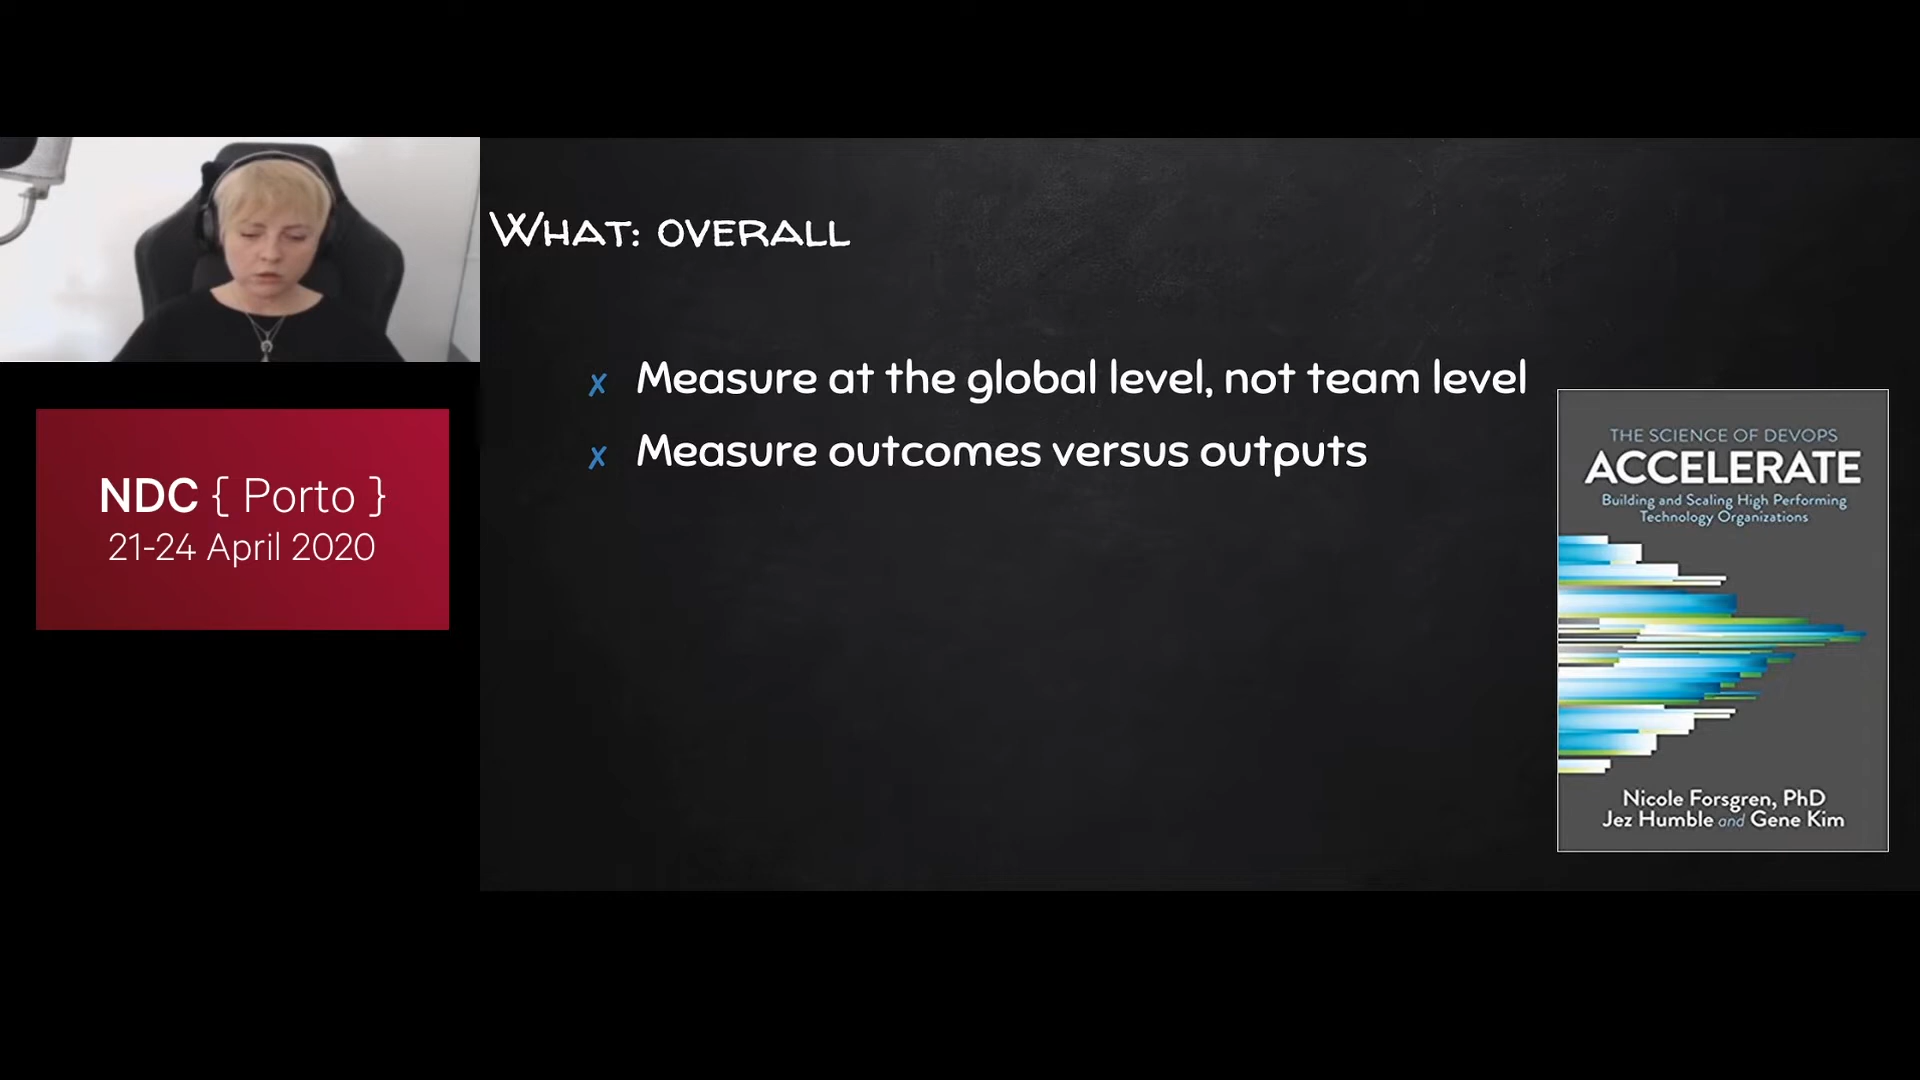 What: overall
x Measure at the global level, not team level
x Measure outcomes versus outputs
NDC { Porto }
21-24 April 2020
THE SCIENCE OF DEVOPS
ACCELERATE
Building and Scaling High Performing
Technology Organizations
Nicole Forsgren, PhD
Jez Humble and Gene Kim